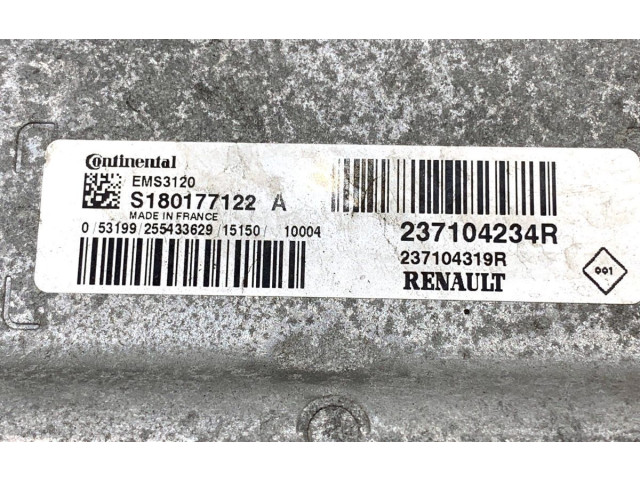 Continental
EMS3120
S180177122 A
MADE IN FRANCE
0/53199/255433629/15150/ 10004
237104234R
237104319R
RENAULT
001